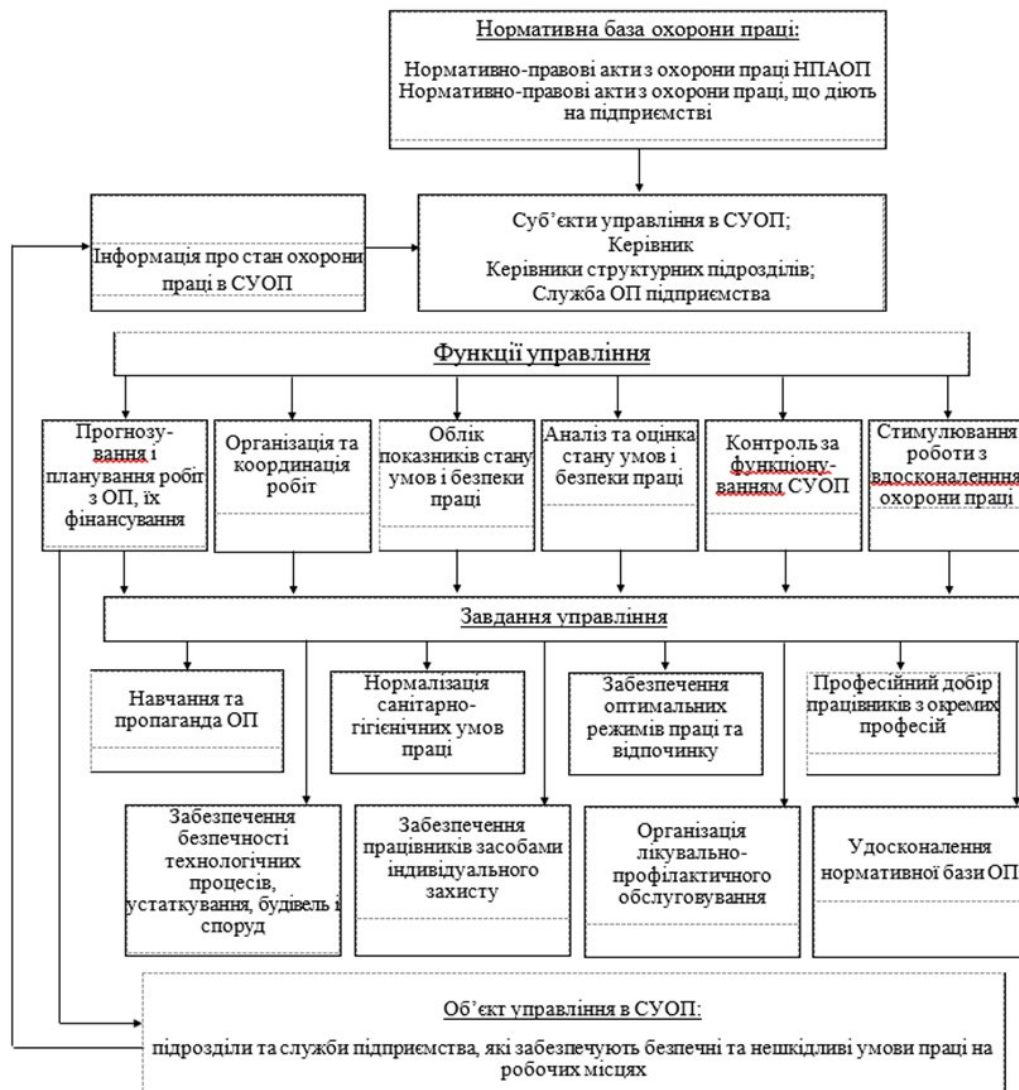 Нормативна база охорони праці:
Нормативно-правові акти з охорони праці НПАОП
Нормативно-правові акти з охорони праці, що діють
на підприємстві
Інформація про стан охорони
праці в СУОП
Суб’єкти управління в СУОП;
Керівник
Керівники структурних підрозділів;
Служба ОП підприємства
Функції управління
Прогнозу-
вання і
планування робіт
з ОП, їх
фінансування
Організація та
координація
робіт
Облік
показників стану
умов і безпеки
праці
Аналіз та оцінка
стану умов і
безпеки праці
Контроль за
функціону-
ванням СУОП
Стимулювання
роботи з
вдосконаленння
охорони праці
Завдання управління
Навчання та
пропаганда ОП
Нормалізація
санітарно-
гігієнічних умов
праці
Забезпечення
оптимальних
режимів праці та
відпочинку
Професійний добір
працівників з окремих
професій
Забезпечення
безпечності
технологічних
процесів,
устаткування, будівель і
споруд
Забезпечення
працівників засобами
індивідуального
захисту
Організація
лікувально-
профілактичного
обслуговування
Удосконалення
нормативної бази ОП
Об’єкт управління в СУОП:
підрозділи та служби підприємства, які забезпечують безпечні та нешкідливі умови праці на
робочих місцях